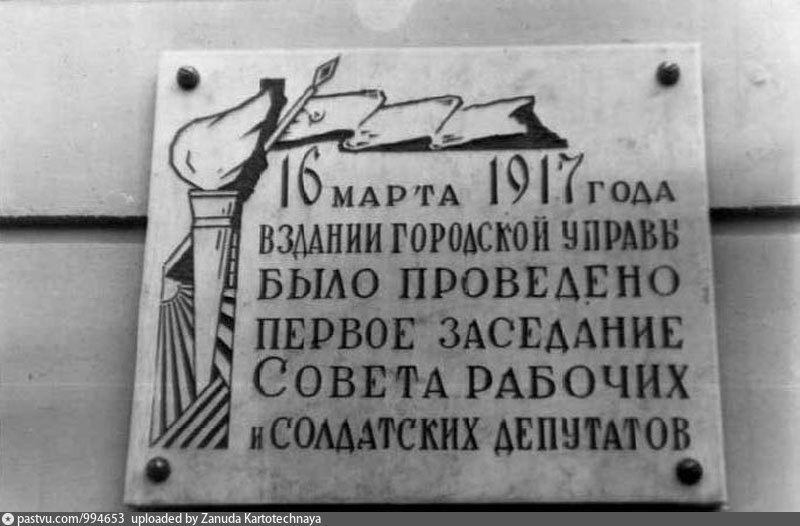 16 МАРТА 1917 ГОДА
В ЗДАНИИ ГОРОДСКОЙ УПРАВЫ
БЫЛО ПРОВЕДЕНО
ПЕРВОЕ ЗАСЕДАНИЕ
СОВЕТА РАБОЧИХ
и СОЛДАТСКИХ ДЕПУТАТОВ
pastvu.com/994653 uploaded by Zanuda Kartotechnaya